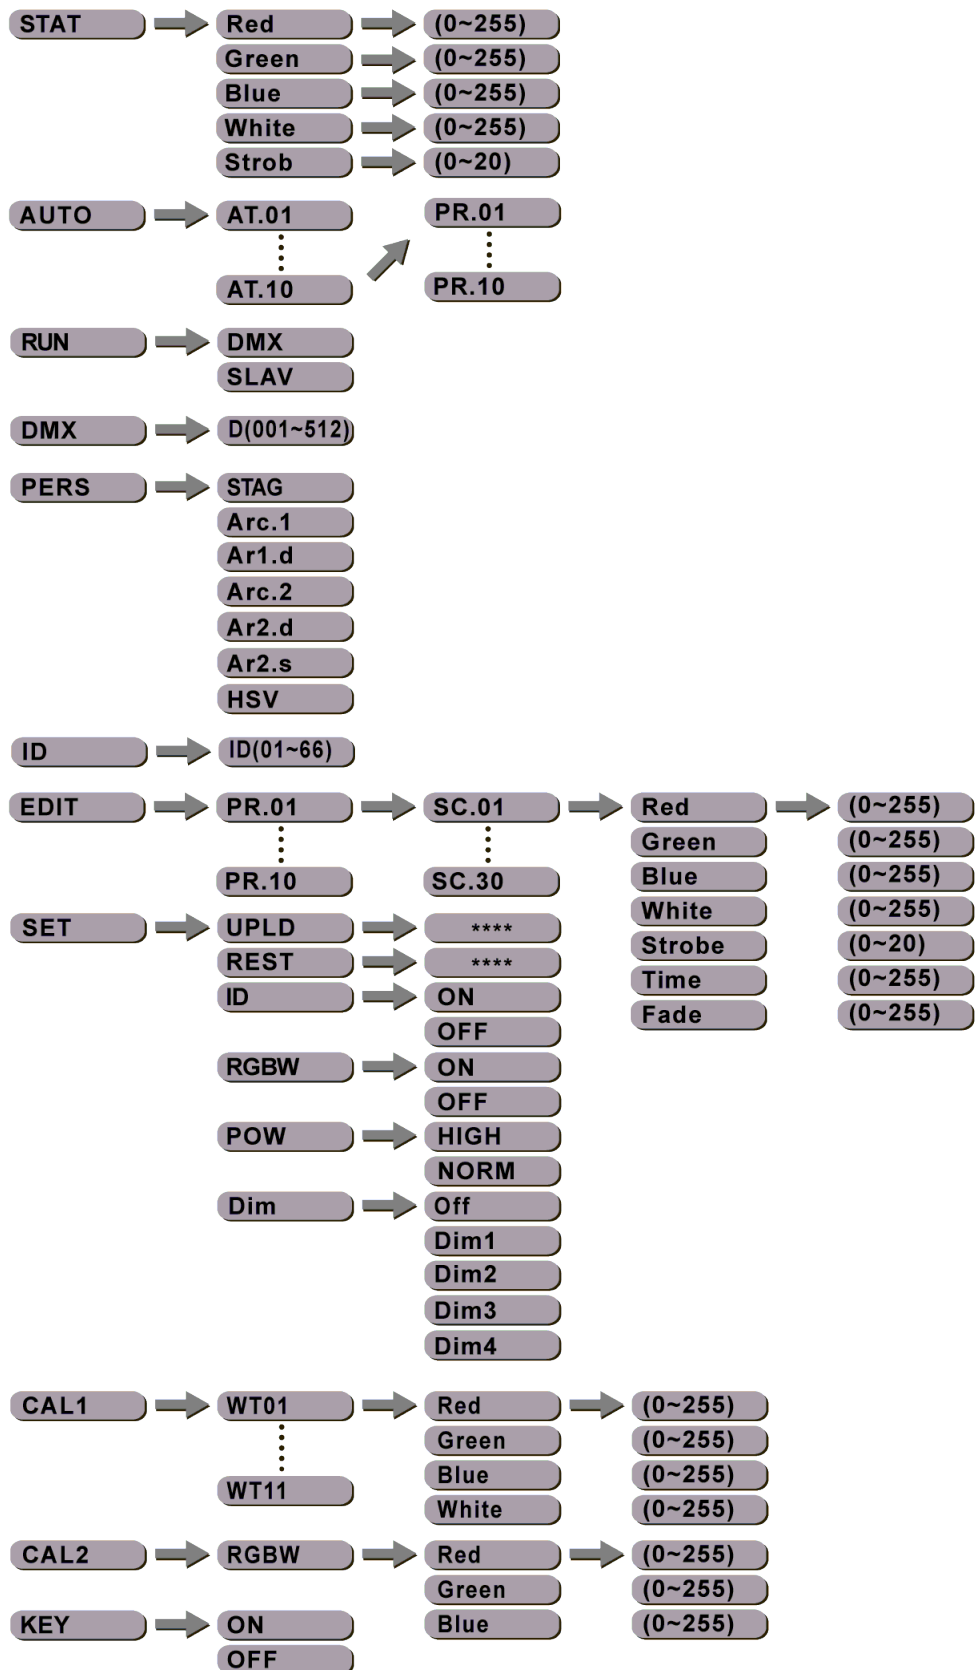 STAT Red (0~255)
Green (0~255)
Blue (0~255)
White (0~255)
Strob (0~20)
AUTO AT.01 PR.01
AT.10 PR.10
RUN DMX
SLAV
DMX D(001~512)
PERS STAG
Arc.1
Ar1.d
Arc.2
Ar2.d
Ar2.s
HSV
ID ID(01~66)
EDIT PR.01 SC.01 Red (0~255)
Green (0~255)
PR.10 SC.30 Blue (0~255)
White (0~255)
SET UPLD **** Strobe (0~20)
REST **** Time (0~255)
ID ON Fade (0~255)
OFF
RGBW ON
OFF
POW HIGH
NORM
Dim Off
Dim1
Dim2
Dim3
Dim4
CAL1 WT01 Red (0~255)
Green (0~255)
Blue (0~255)
WT11 White (0~255)
CAL2 RGBW Red (0~255)
Green (0~255)
KEY ON Blue (0~255)
OFF